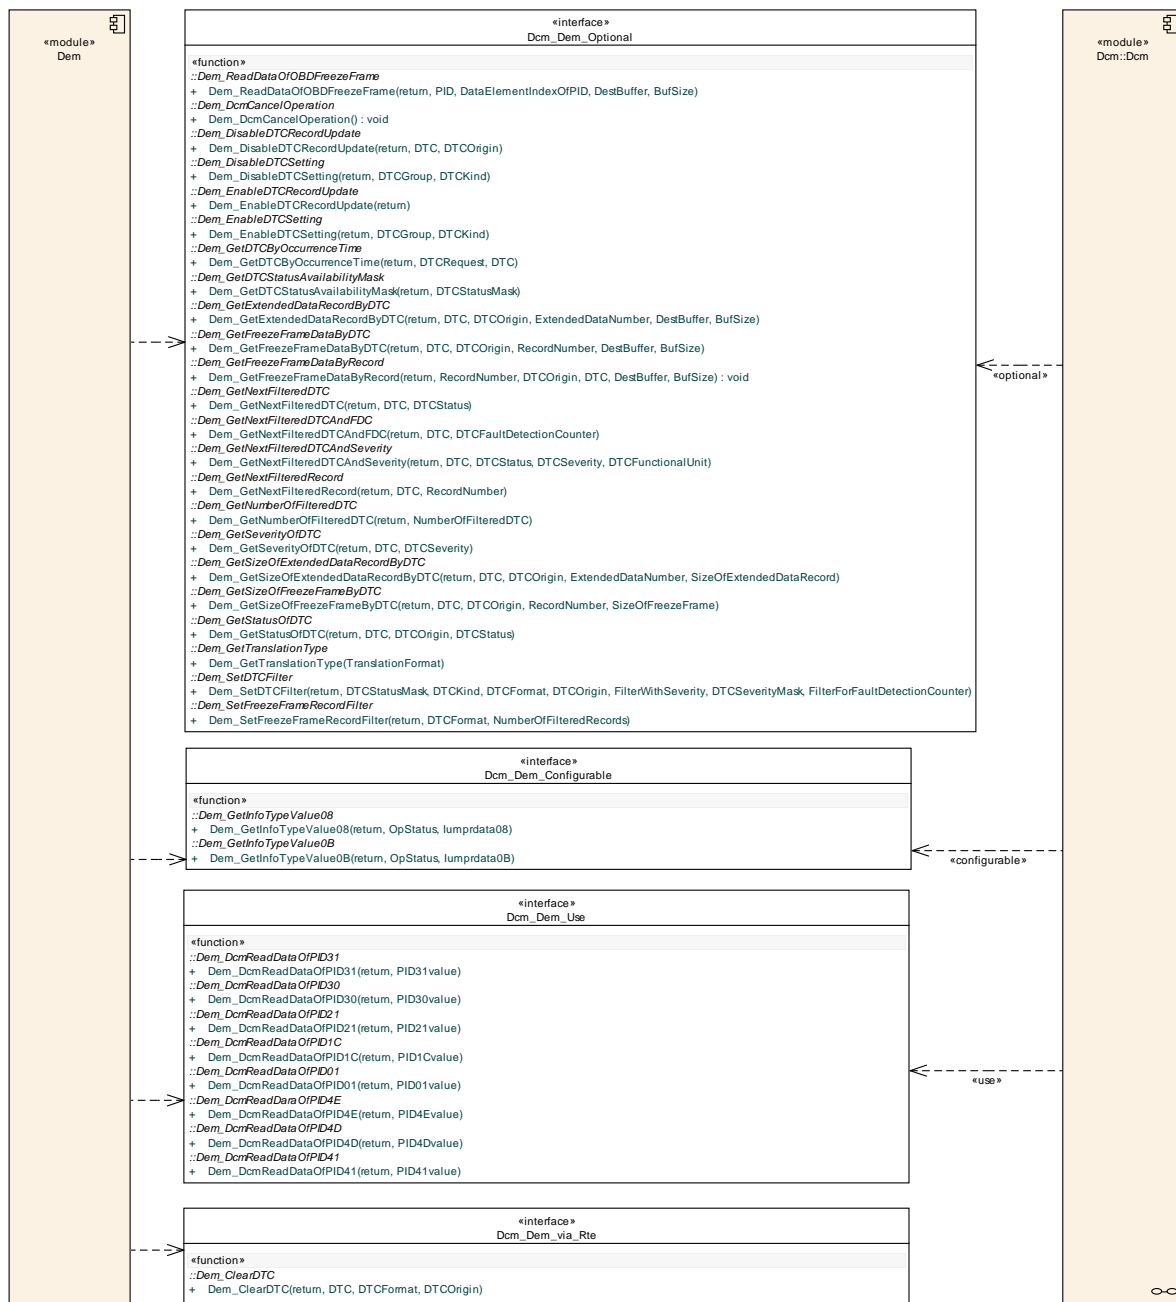 «module»
Dem
«interface»
Dcm_Dem_Optional
«function»
::Dem_ReadDataOfOBDFreezeFrame
+ Dem_ReadDataOfOBDFreezeFrame(return, PID, DataElementIndexOfPID, DestBuffer, BufSize)
::Dem_DcmCancelOperation
+ Dem_DcmCancelOperation() : void
::Dem_DisableDTCRecordUpdate
+ Dem_DisableDTCRecordUpdate(return, DTC, DTCOrigin)
::Dem_DisableDTCSetting
+ Dem_DisableDTCSetting(return, DTCGroup, DTCKind)
::Dem_EnableDTCRecordUpdate
+ Dem_EnableDTCRecordUpdate(return)
::Dem_EnableDTCSetting
+ Dem_EnableDTCSetting(return, DTCGroup, DTCKind)
::Dem_GetDTCByOccurrenceTime
+ Dem_GetDTCByOccurrenceTime(return, DTCRequest, DTC)
::Dem_GetDTCStatusAvailabilityMask
+ Dem_GetDTCStatusAvailabilityMask(return, DTCStatusMask)
::Dem_GetExtendedDataRecordByDTC
+ Dem_GetExtendedDataRecordByDTC(return, DTC, DTCOrigin, ExtendedDataNumber, DestBuffer, BufSize)
::Dem_GetFreezeFrameDataByDTC
+ Dem_GetFreezeFrameDataByDTC(return, DTC, DTCOrigin, RecordNumber, DestBuffer, BufSize)
::Dem_GetFreezeFrameDataByRecord
+ Dem_GetFreezeFrameDataByRecord(return, RecordNumber, DTCOrigin, DTC, DestBuffer, BufSize) : void
::Dem_GetNextFilteredDTC
+ Dem_GetNextFilteredDTC(return, DTC, DTCStatus)
::Dem_GetNextFilteredDTCAndFDC
+ Dem_GetNextFilteredDTCAndFDC(return, DTC, DTCFaultDetectionCounter)
::Dem_GetNextFilteredDTCAndSeverity
+ Dem_GetNextFilteredDTCAndSeverity(return, DTC, DTCStatus, DTCSeverity, DTCFunctionalUnit)
::Dem_GetNextFilteredRecord
+ Dem_GetNextFilteredRecord(return, DTC, RecordNumber)
::Dem_GetNumberOfFilteredDTC
+ Dem_GetNumberOfFilteredDTC(return, NumberOfFilteredDTC)
::Dem_GetSeverityOfDTC
+ Dem_GetSeverityOfDTC(return, DTC, DTCSeverity)
::Dem_GetSizeOfExtendedDataRecordByDTC
+ Dem_GetSizeOfExtendedDataRecordByDTC(return, DTC, DTCOrigin, ExtendedDataNumber, SizeOfExtendedDataRecord)
::Dem_GetSizeOfFreezeFrameByDTC
+ Dem_GetSizeOfFreezeFrameByDTC(return, DTC, DTCOrigin, RecordNumber, SizeOfFreezeFrame)
::Dem_GetStatusOfDTC
+ Dem_GetStatusOfDTC(return, DTC, DTCOrigin, DTCStatus)
::Dem_GetTranslationType
+ Dem_GetTranslationType(TranslationFormat)
::Dem_SetDTCFilter
+ Dem_SetDTCFilter(return, DTCStatusMask, DTCKind, DTCFormat, DTCOrigin, FilterWithSeverity, DTCSeverityMask, FilterForFaultDetectionCounter)
::Dem_SetFreezeFrameRecordFilter
+ Dem_SetFreezeFrameRecordFilter(return, DTCFormat, NumberOfFilteredRecords)
«optional»
«module»
Dcm::Dcm
«interface»
Dcm_Dem_Configurable
«function»
::Dem_GetInfoTypeValue08
+ Dem_GetInfoTypeValue08(return, OpStatus, Iumprdata08)
::Dem_GetInfoTypeValue0B
+ Dem_GetInfoTypeValue0B(return, OpStatus, Iumprdata0B)
«configurable»
«interface»
Dcm_Dem_Use
«function»
::Dem_DcmReadDataOfPID31
+ Dem_DcmReadDataOfPID31(return, PID31value)
::Dem_DcmReadDataOfPID30
+ Dem_DcmReadDataOfPID30(return, PID30value)
::Dem_DcmReadDataOfPID21
+ Dem_DcmReadDataOfPID21(return, PID21value)
::Dem_DcmReadDataOfPID1C
+ Dem_DcmReadDataOfPID1C(return, PID1Cvalue)
::Dem_DcmReadDataOfPID01
+ Dem_DcmReadDataOfPID01(return, PID01value)
::Dem_DcmReadDaraOfPID4E
+ Dem_DcmReadDataOfPID4E(return, PID4Evalue)
::Dem_DcmReadDataOfPID4D
+ Dem_DcmReadDataOfPID4D(return, PID4Dvalue)
::Dem_DcmReadDataOfPID41
+ Dem_DcmReadDataOfPID41(return, PID41value)
«use»
«interface»
Dcm_Dem_via_Rte
«function»
::Dem_ClearDTC
+ Dem_ClearDTC(return, DTC, DTCFormat, DTCOrigin)